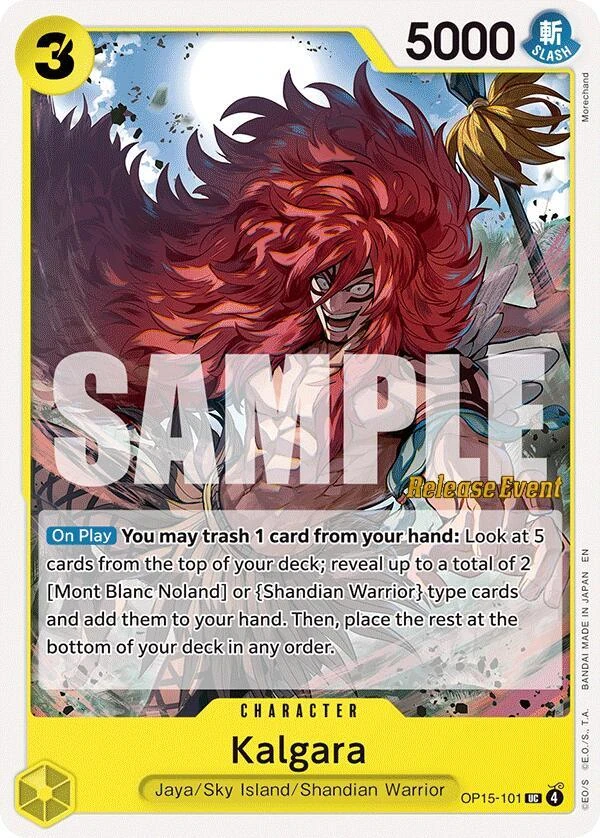 3
5000
斬
SLASH
Morechand
SAMPLE
Release Event
On Play You may trash 1 card from your hand: Look at 5
cards from the top of your deck; reveal up to a total of 2
[Mont Blanc Noland] or {Shandian Warrior} type cards
and add them to your hand. Then, place the rest at the
bottom of your deck in any order.
CHARACTER
Kalgara
Jaya/Sky Island/Shandian Warrior
OP15-101 UC 4
©E.O/S ©E.O./S., T.A. BANDAI MADE IN JAPAN EN